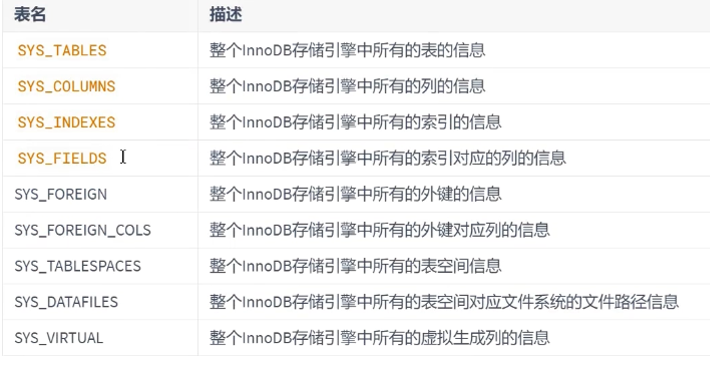 表名 描述
SYS_TABLES 整个InnoDB存储引擎中所有的表的信息
SYS_COLUMNS 整个InnoDB存储引擎中所有的列的信息
SYS_INDEXES 整个InnoDB存储引擎中所有的索引的信息
SYS_FIELDS 整个InnoDB存储引擎中所有的索引对应的列的信息
SYS_FOREIGN 整个InnoDB存储引擎中所有的外键的信息
SYS_FOREIGN_COLS 整个InnoDB存储引擎中所有的外键对应列的信息
SYS_TABLESPACES 整个InnoDB存储引擎中所有的表空间信息
SYS_DATAFILES 整个InnoDB存储引擎中所有的表空间对应文件系统的文件路径信息
SYS_VIRTUAL 整个InnoDB存储引擎中所有的虚拟生成列的信息